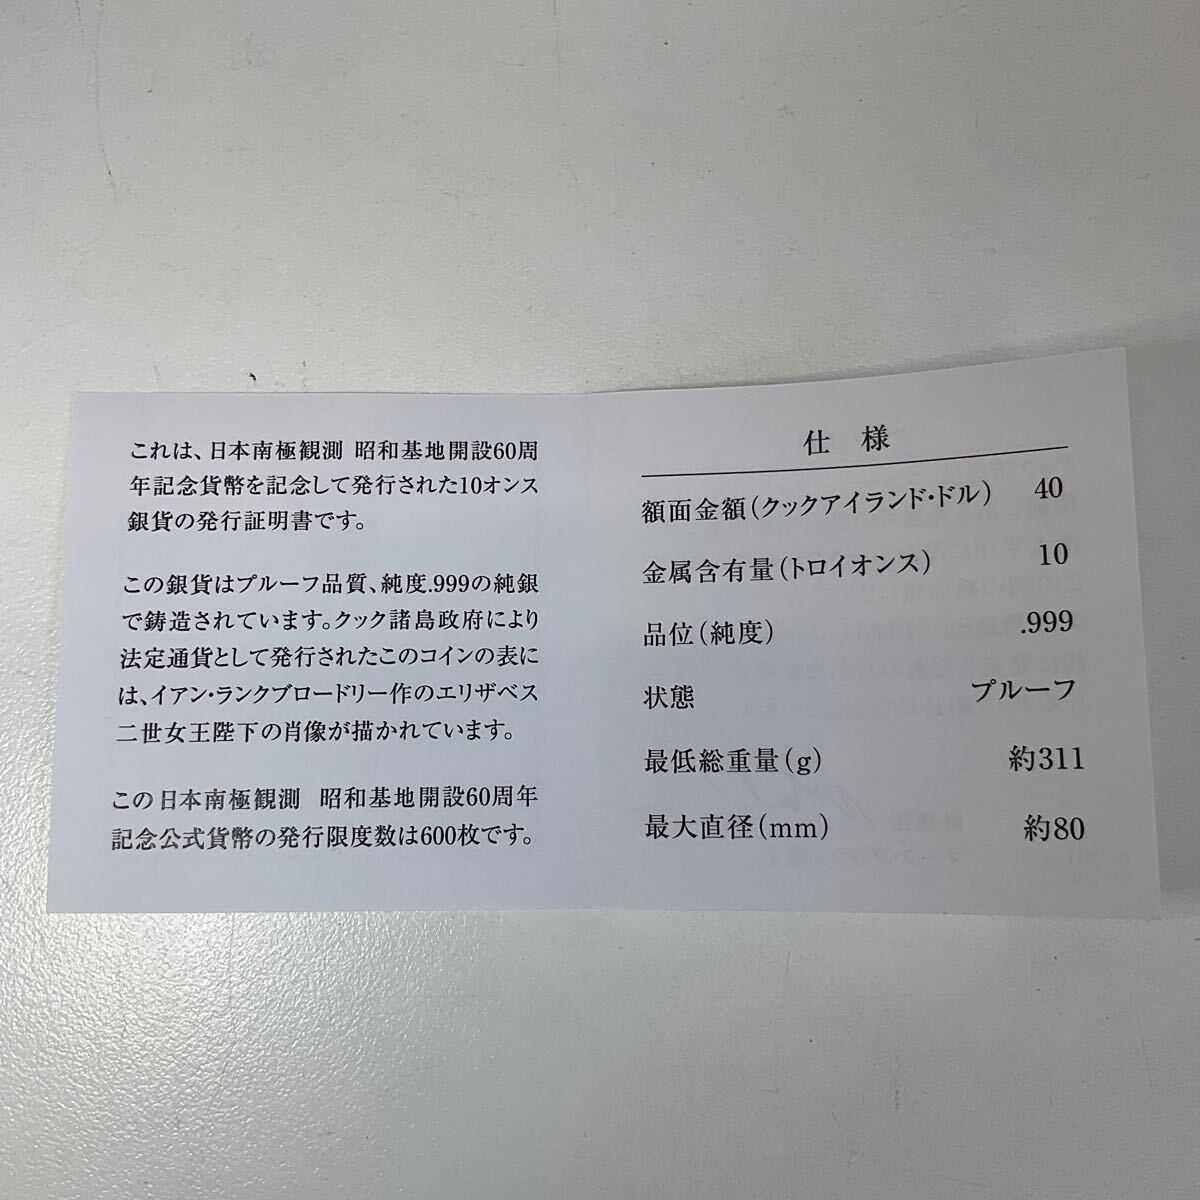 これは、日本南極観測 昭和基地開設60周
年記念貨幣を記念して発行された10オンス
銀貨の発行証明書です。
この銀貨はプルーフ品質、純度.999の純銀
で鋳造されています。クック諸島政府により
法定通貨として発行されたこのコインの表に
は、イアン・ランクブロードリー作のエリザベス
二世女王陛下の肖像が描かれています。
この日本南極観測 昭和基地開設60周年
記念公式貨幣の発行限度数は600枚です。
仕 様
額面金額(クックアイランド・ドル) 40
金属含有量(トロイオンス) 10
品位(純度) .999
状態 プルーフ
最低総重量(g) 約311
最大直径(mm) 約80